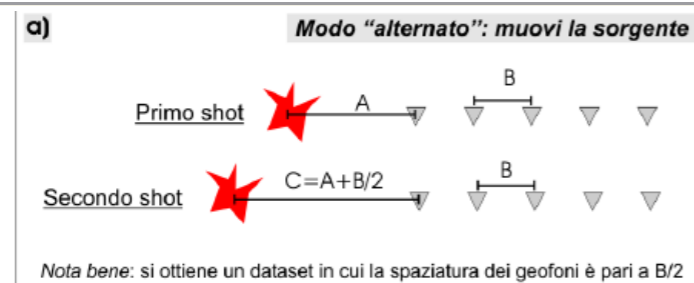 a)
Modo “alternato”: muovi la sorgente
B
Primo shot
A
B
C=A+B/2
Secondo shot
Nota bene: si ottiene un dataset in cui la spaziatura dei geofoni è pari a B/2